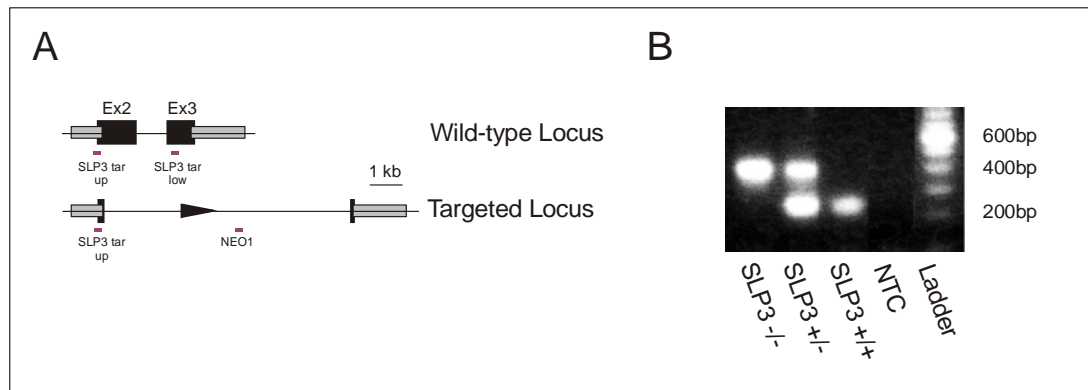 A
B
Ex2 Ex3
Wild-type Locus
SLP3 tar
up
SLP3 tar
low
1 kb
Targeted Locus
SLP3 tar
up
NEO1
600bp
400bp
200bp
SLP3 -/-
SLP3 +/-
SLP3 +/+
NTC
Ladder